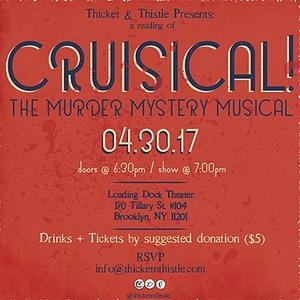 Thicket & Thistle Presents:
a reading of
CRUISICAL!
THE MURDER MYSTERY MUSICAL
04.30.17
doors @ 6:30pm / show @ 7:00pm
Loading Dock Theater
170 Tillary St. #104
Brooklyn, NY 11201
Drinks + Tickets by suggested donation ($5)
RSVP
info@thicketnthistle.com
@thicketnthistle